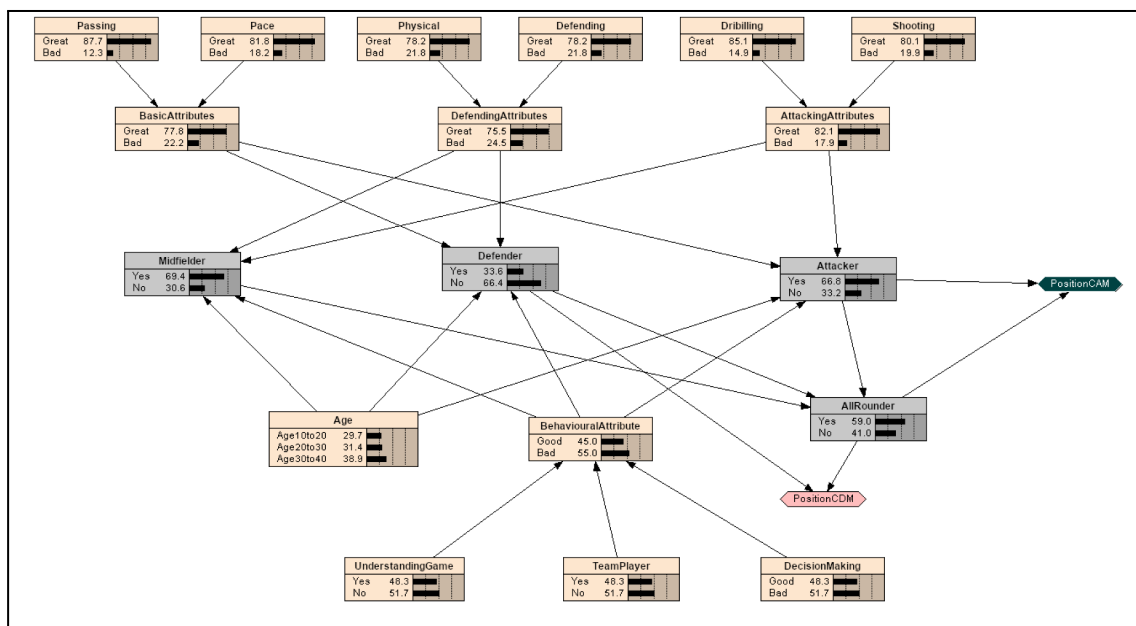 Passing
Great 87.7
Bad 12.3
Pace
Great 81.8
Bad 18.2
Physical
Great 78.2
Bad 21.8
Defending
Great 78.2
Bad 21.8
Dribilling
Great 85.1
Bad 14.9
Shooting
Great 80.1
Bad 19.9
BasicAttributes
Great 77.8
Bad 22.2
DefendingAttributes
Great 75.5
Bad 24.5
AttackingAttributes
Great 82.1
Bad 17.9
Midfielder
Yes 69.4
No 30.6
Defender
Yes 33.6
No 66.4
Attacker
Yes 66.8
No 33.2
PositionCAM
Age
Age10to20 29.7
Age20to30 31.4
Age30to40 38.9
BehaviouralAttribute
Good 45.0
Bad 55.0
AllRounder
Yes 59.0
No 41.0
PositionCDM
UnderstandingGame
Yes 48.3
No 51.7
TeamPlayer
Yes 48.3
No 51.7
DecisionMaking
Good 48.3
Bad 51.7